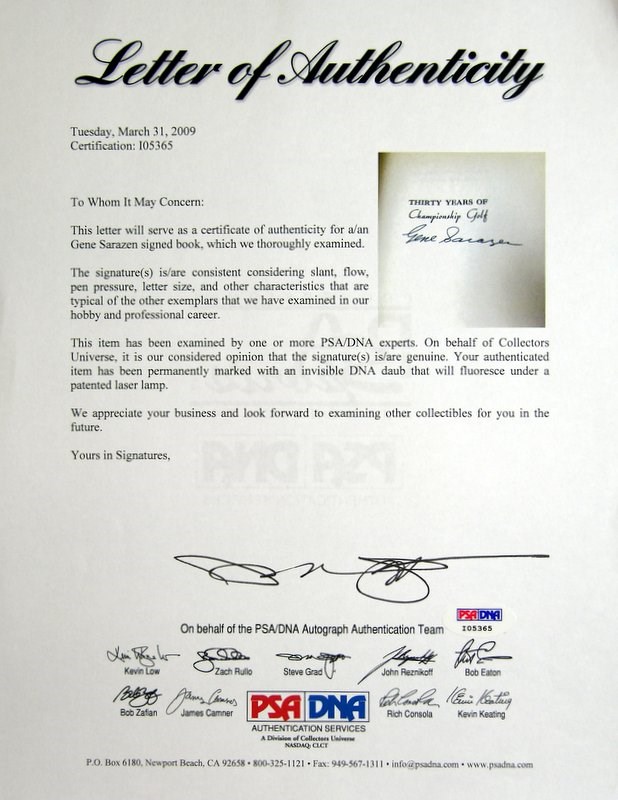 Letter of Authenticity
Tuesday, March 31, 2009
Certification: I05365
THIRTY YEARS OF
Championship Golf
Gene Sarazen
To Whom It May Concern:
This letter will serve as a certificate of authenticity for a/an
Gene Sarazen signed book, which we thoroughly examined.
The signature(s) is/are consistent considering slant, flow,
pen pressure, letter size, and other characteristics that are
typical of the other exemplars that we have examined in our
hobby and professional career.
This item has been examined by one or more PSA/DNA experts. On behalf of Collectors
Universe, it is our considered opinion that the signature(s) is/are genuine. Your authenticated
item has been permanently marked with an invisible DNA daub that will fluoresce under a
patented laser lamp.
We appreciate your business and look forward to examining other collectibles for you in the
future.
Yours in Signatures,
On behalf of the PSA/DNA Autograph Authentication Team
PSA DNA
I05365
Kevin Low
Zach Rullo
Steve Grad
John Reznikoff
Bob Eaton
Bob Zafian
James Camner
James Camner
Rich Consola
Kevin Keating
Kevin Keating
PSA DNA
AUTHENTICATION SERVICES
A Division of Collectors Universe
NASDAQ: CLCT
P.O. Box 6180, Newport Beach, CA 92658 • 800-325-1121 • Fax: 949-567-1311 • info@psadna.com • www.psadna.com